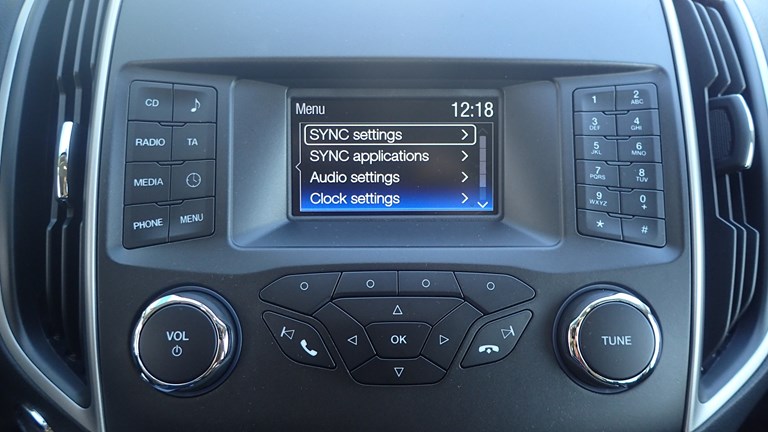 CD
RADIO TA
MEDIA
PHONE MENU
Menu 12:18
SYNC settings
SYNC applications
Audio settings
Clock settings
1 2 ABC
3 DEF 4 GHI
5 JKL 6 MNO
7 PQRS 8 TUV
9 WXYZ 0 +
* #
VOL
OK
TUNE